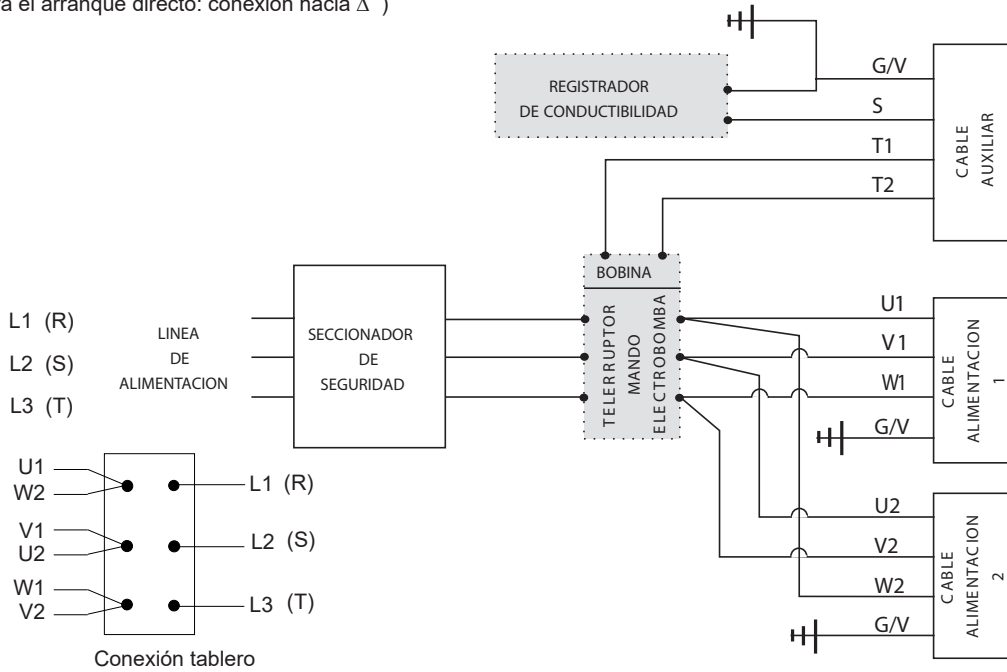 a el arranque directo: conexión hacia Δ )
REGISTRADOR
DE CONDUCTIBILIDAD
G/V
S
T1
T2
CABLE
AUXILIAR
BOBINA
TELERRUPTOR
MANDO
ELECTROBOMBA
L1 (R)
L2 (S)
L3 (T)
LINEA
DE
ALIMENTACION
SECCIONADOR
DE
SEGURIDAD
U1
V1
W1
G/V
CABLE
ALIMENTACION
1
U2
V2
W2
G/V
CABLE
ALIMENTACION
2
U1
W2
V1
U2
W1
V2
L1 (R)
L2 (S)
L3 (T)
Conexión tablero